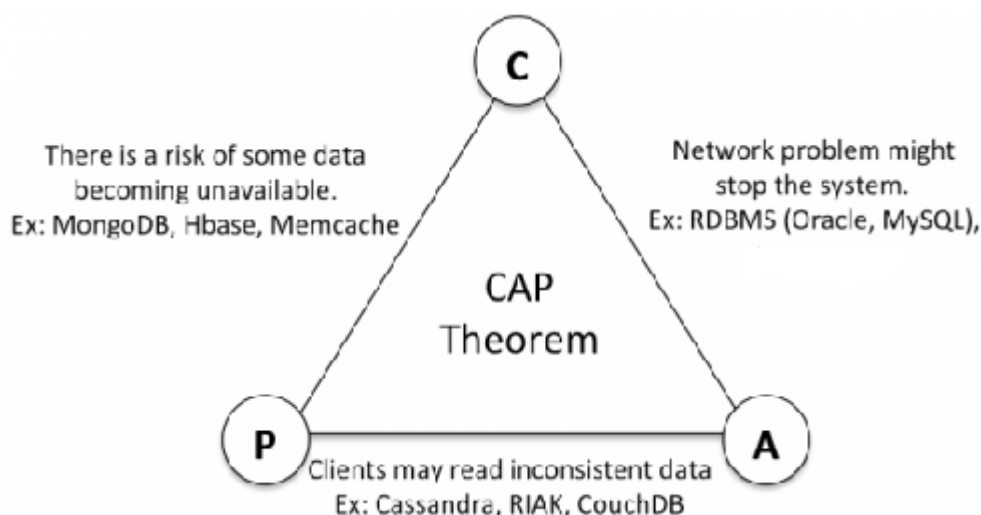 C
There is a risk of some data
becoming unavailable.
Ex: MongoDB, Hbase, Memcache
Network problem might
stop the system.
Ex: RDBMS (Oracle, MySQL),
CAP
Theorem
P
A
Clients may read inconsistent data
Ex: Cassandra, RIAK, CouchDB